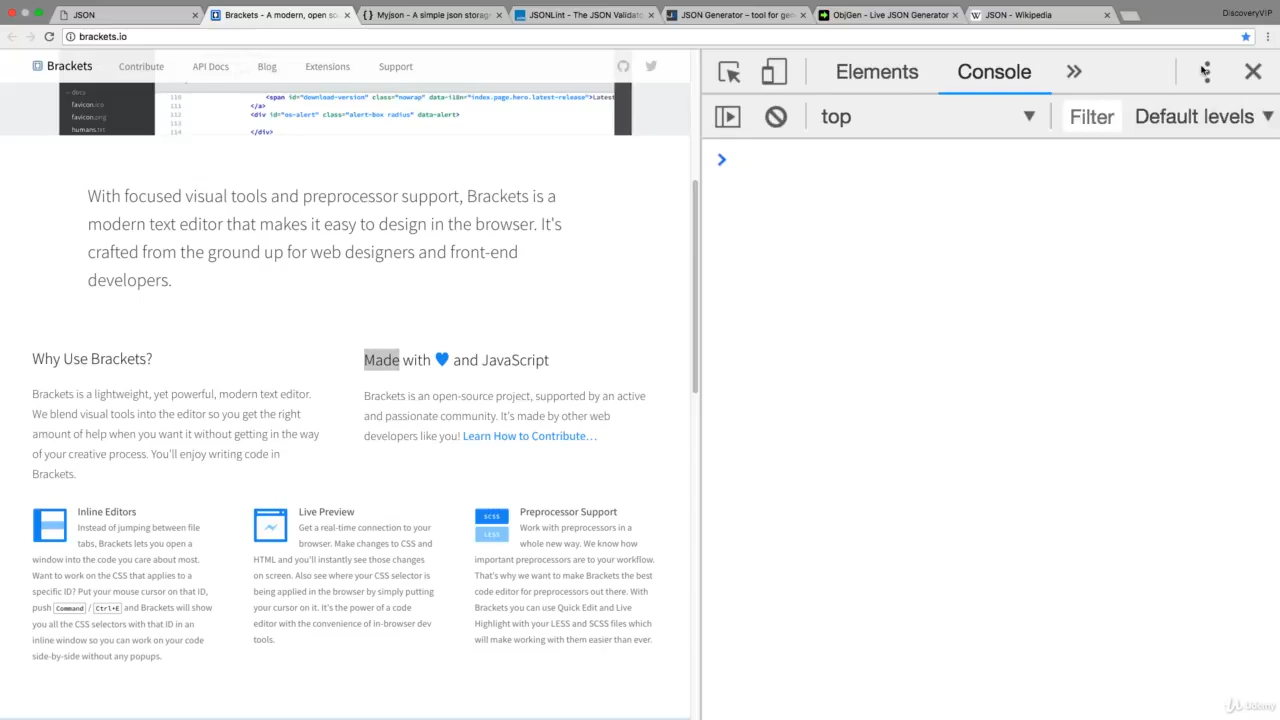 JSON
Brackets - A modern, open so
Myjson - A simple json storag
JSONLint - The JSON Validato
JSON Generator – tool for ge
ObjGen - Live JSON Generator
JSON - Wikipedia
DiscoveryVIP
brackets.io
Brackets
Contribute
API Docs
Blog
Extensions
Support
docs
favicon.ico
favicon.png
humans.txt
110 <span id="download-version" class="nowrap" data-i18n="index.page.hero.latest-release">Latest
111 </a>
112 <div id="os-alert" class="alert-box radius" data-alert>
113
114 </div>
With focused visual tools and preprocessor support, Brackets is a
modern text editor that makes it easy to design in the browser. It's
crafted from the ground up for web designers and front-end
developers.
Why Use Brackets?
Brackets is a lightweight, yet powerful, modern text editor.
We blend visual tools into the editor so you get the right
amount of help when you want it without getting in the way
of your creative process. You'll enjoy writing code in
Brackets.
Made with 💙 and JavaScript
Brackets is an open-source project, supported by an active
and passionate community. It's made by other web
developers like you! Learn How to Contribute…
Inline Editors
Instead of jumping between file
tabs, Brackets lets you open a
window into the code you care about most.
Want to work on the CSS that applies to a
specific ID? Put your mouse cursor on that ID,
push Command / Ctrl+E and Brackets will show
you all the CSS selectors with that ID in an
inline window so you can work on your code
side-by-side without any popups.
Live Preview
Get a real-time connection to your
browser. Make changes to CSS and
HTML and you'll instantly see those changes
on screen. Also see where your CSS selector is
being applied in the browser by simply putting
your cursor on it. It's the power of a code
editor with the convenience of in-browser dev
tools.
SCSS
LESS
Preprocessor Support
Work with preprocessors in a
whole new way. We know how
important preprocessors are to your workflow.
That's why we want to make Brackets the best
code editor for preprocessors out there. With
Brackets you can use Quick Edit and Live
Highlight with your LESS and SCSS files which
will make working with them easier than ever.
Elements
Console
top
Filter
Default levels
Udemy